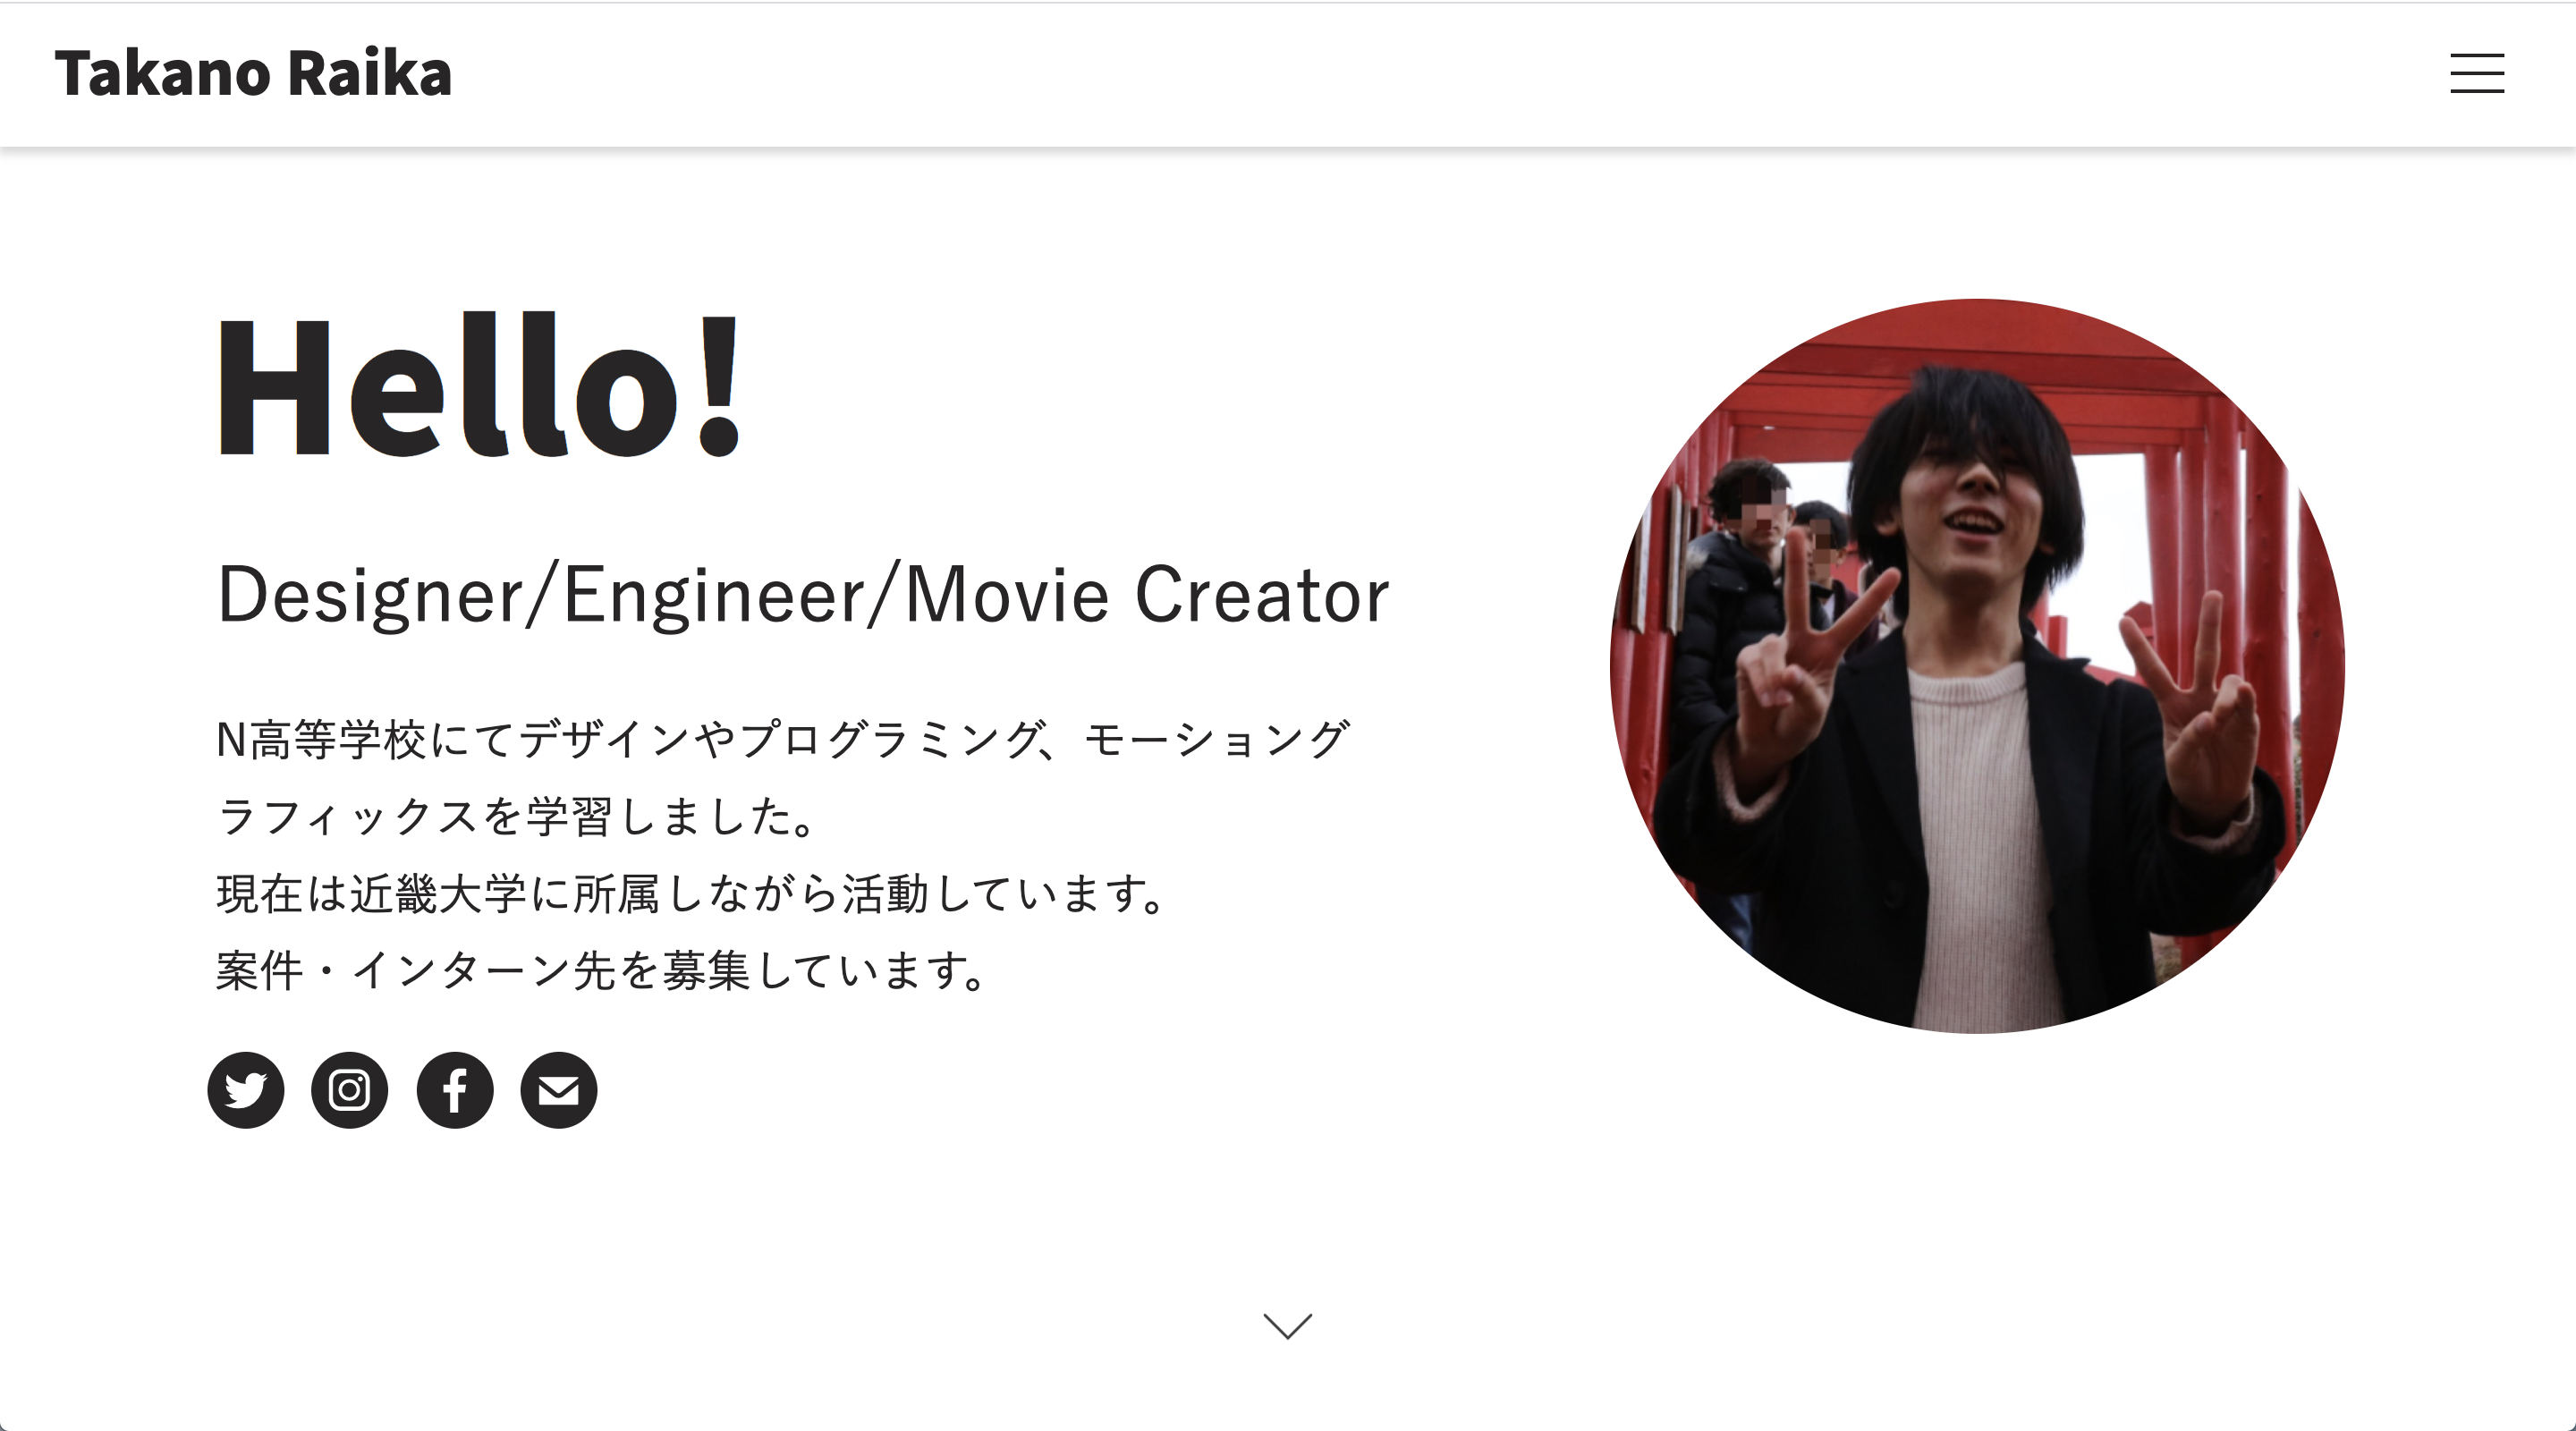 Takano Raika
Hello!
Designer/Engineer/Movie Creator
N高等学校にてデザインやプログラミング、モーショング
ラフィックスを学習しました。
現在は近畿大学に所属しながら活動しています。
案件・インターン先を募集しています。